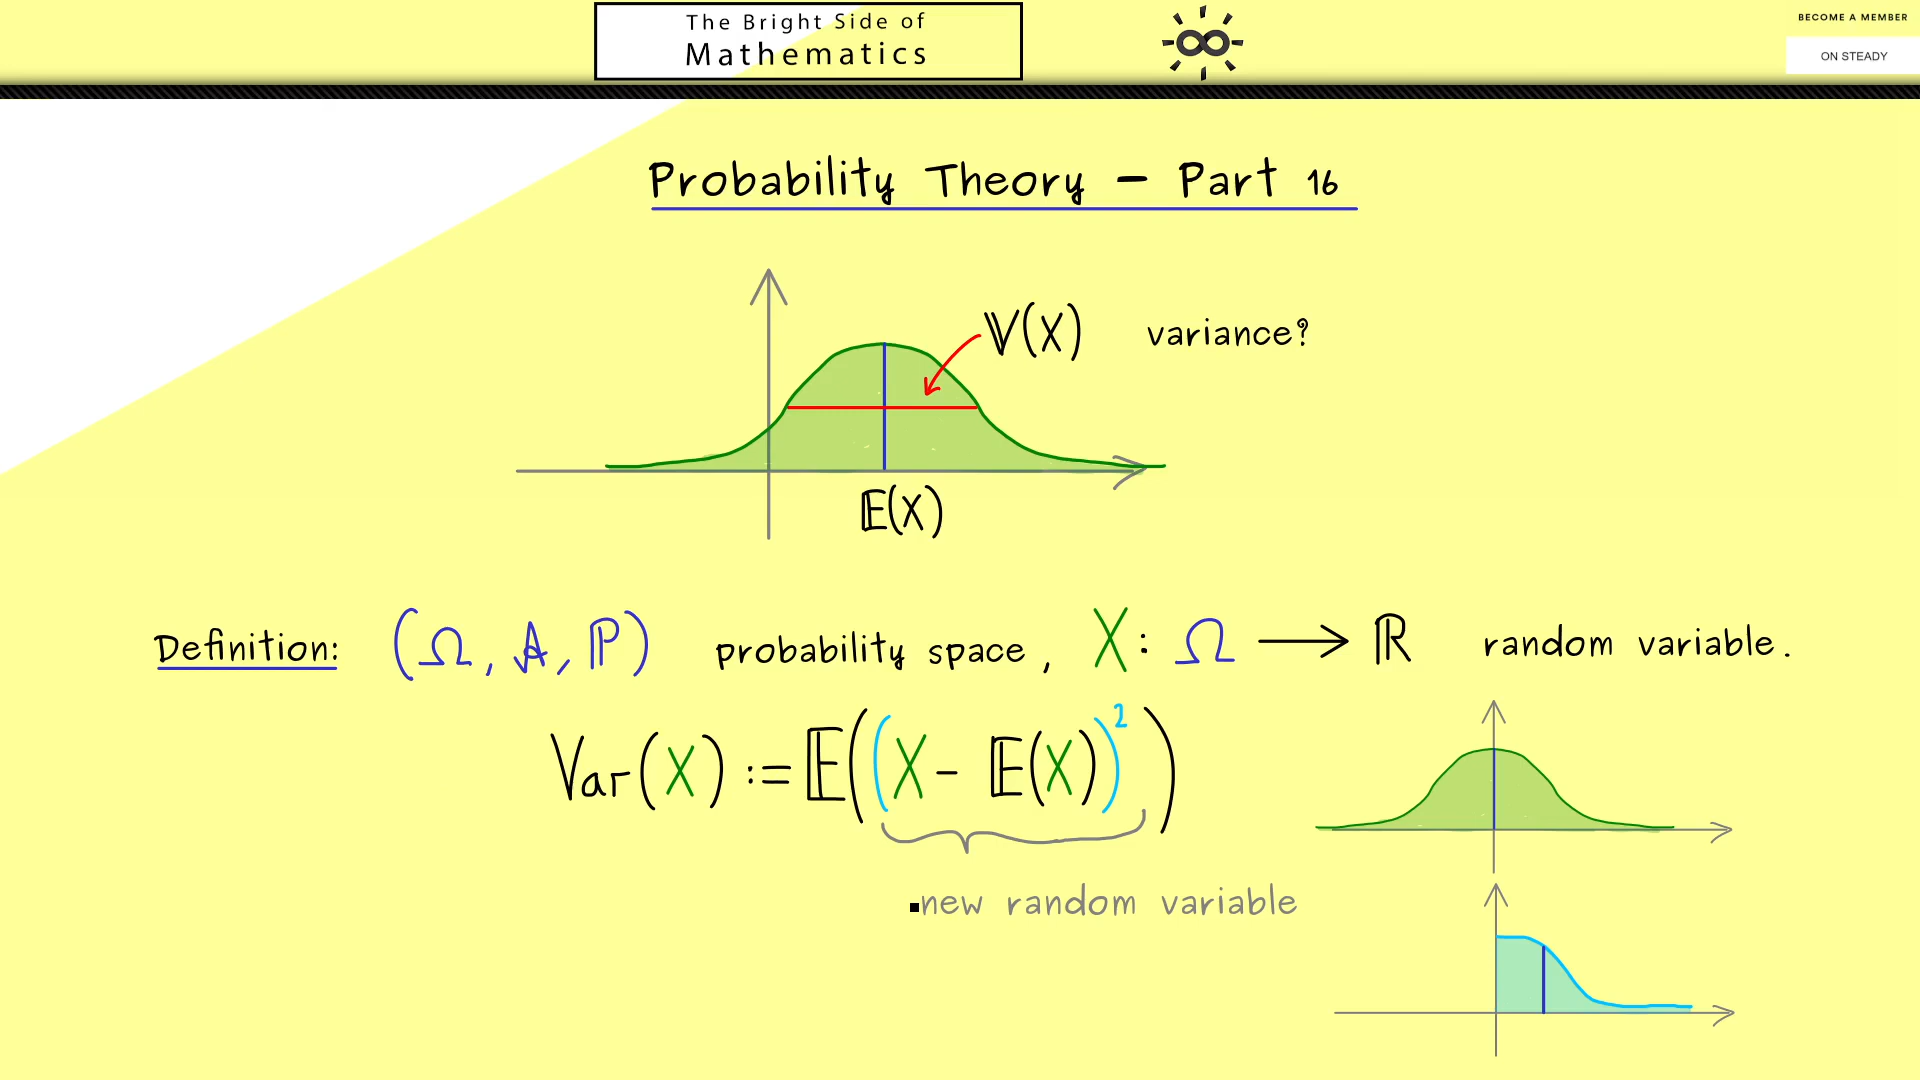 The Bright Side of
Mathematics
BECOME A MEMBER
ON STEADY
Probability Theory – Part 16
𝕍(X) variance?
𝔼(X)
Definition: (Ω, 𝒜, ℙ) probability space, X: Ω ⟶ ℝ random variable.
Var(X) := 𝔼((X - 𝔼(X))²)
new random variable